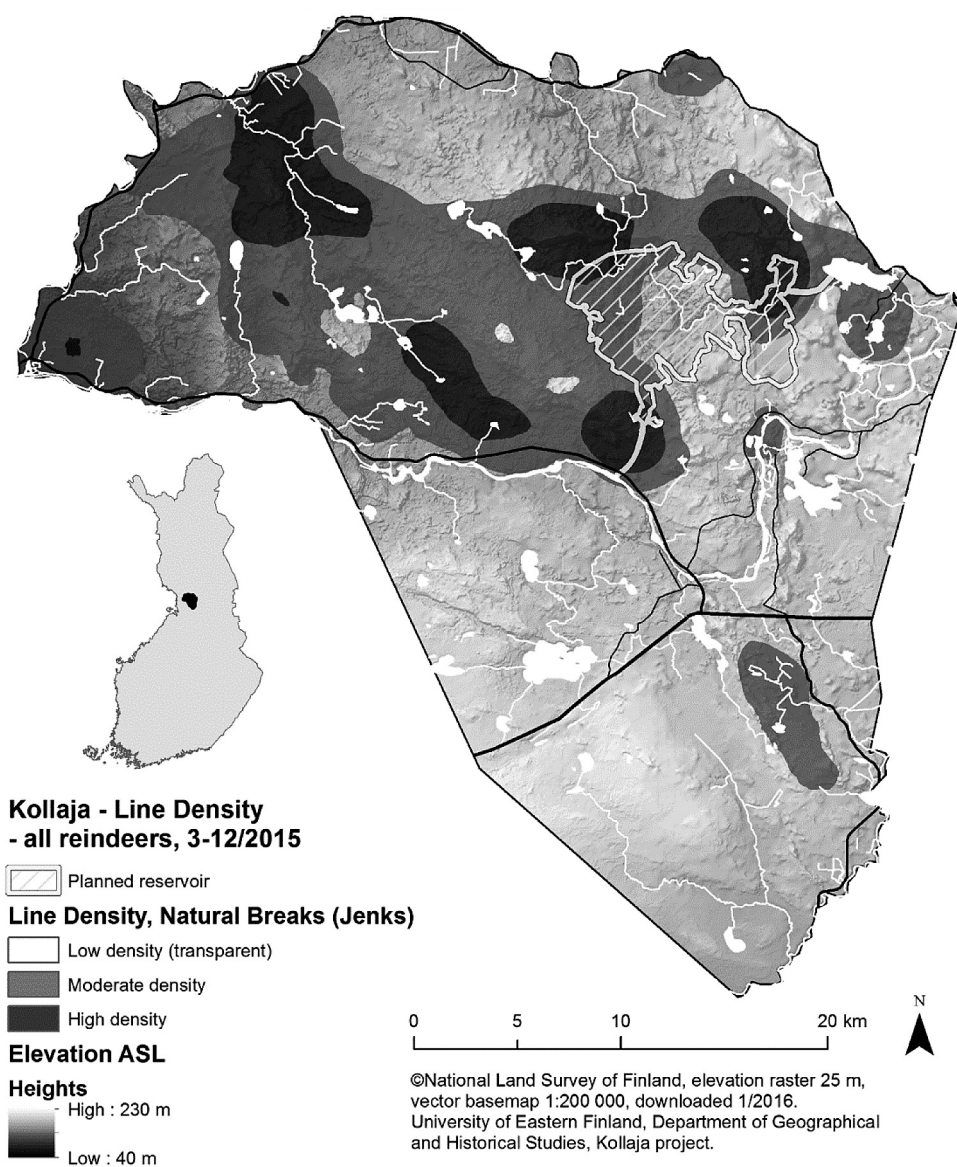 Kollaja - Line Density
- all reindeers, 3-12/2015
Planned reservoir
Line Density, Natural Breaks (Jenks)
Low density (transparent)
Moderate density
High density
Elevation ASL
Heights
High : 230 m
Low : 40 m
0 5 10 20 km
N
©National Land Survey of Finland, elevation raster 25 m,
vector basemap 1:200 000, downloaded 1/2016.
University of Eastern Finland, Department of Geographical
and Historical Studies, Kollaja project.